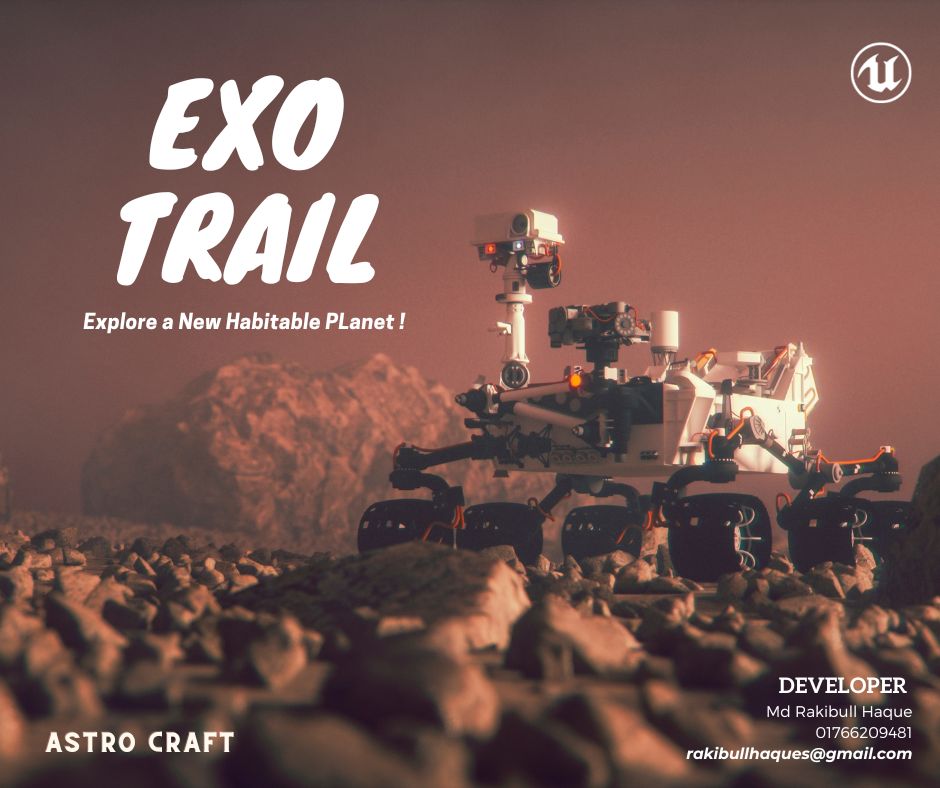 EXO
TRAIL
Explore a New Habitable PLanet !
DEVELOPER
Md Rakibull Haque
01766209481
rakibullhaques@gmail.com
ASTRO CRAFT